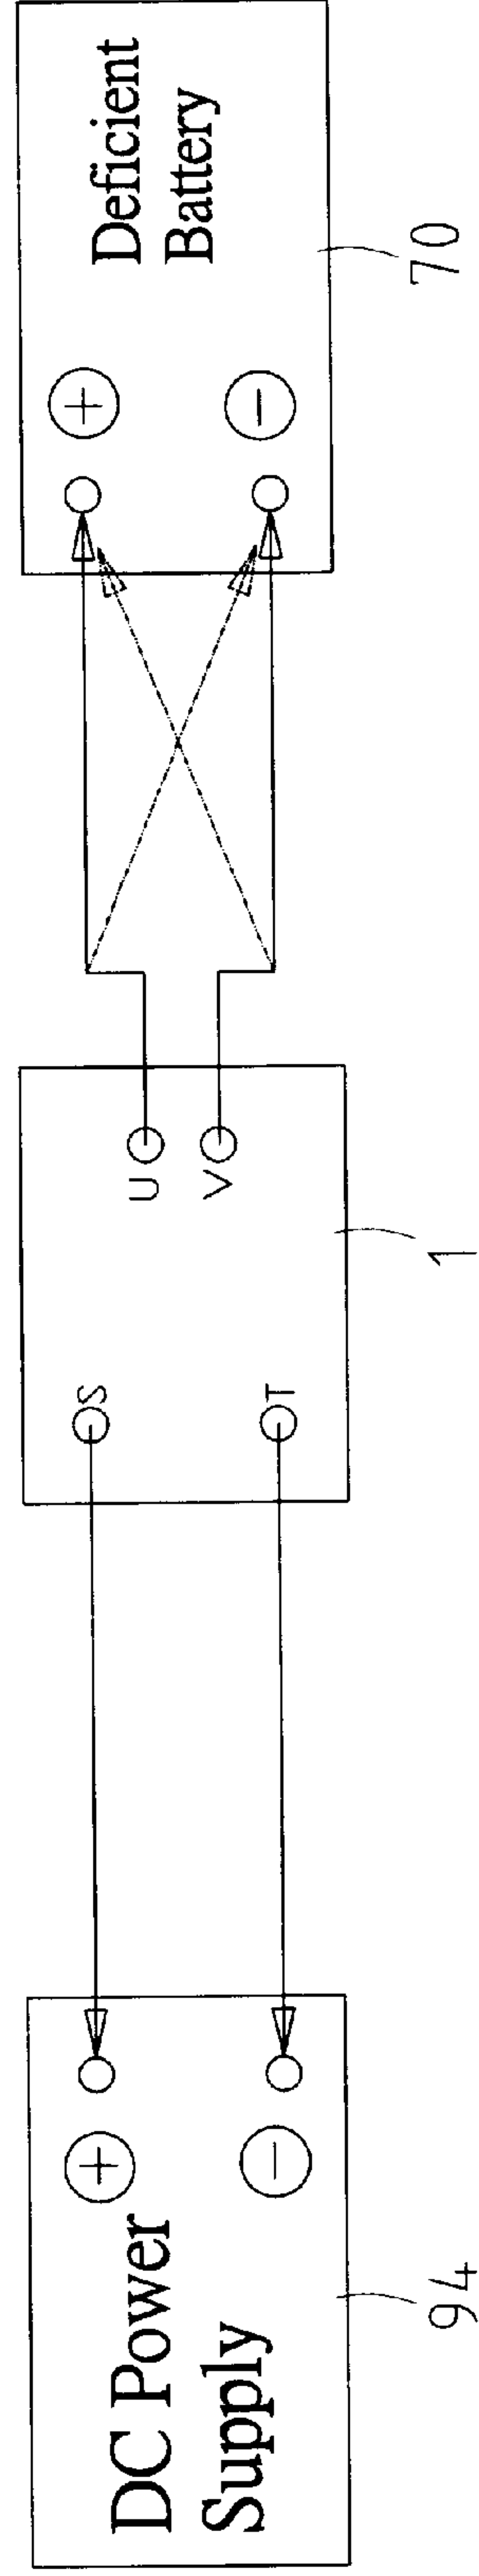 DC Power
Supply
+
−
94
S
T
U
V
1
+
−
Deficient
Battery
70